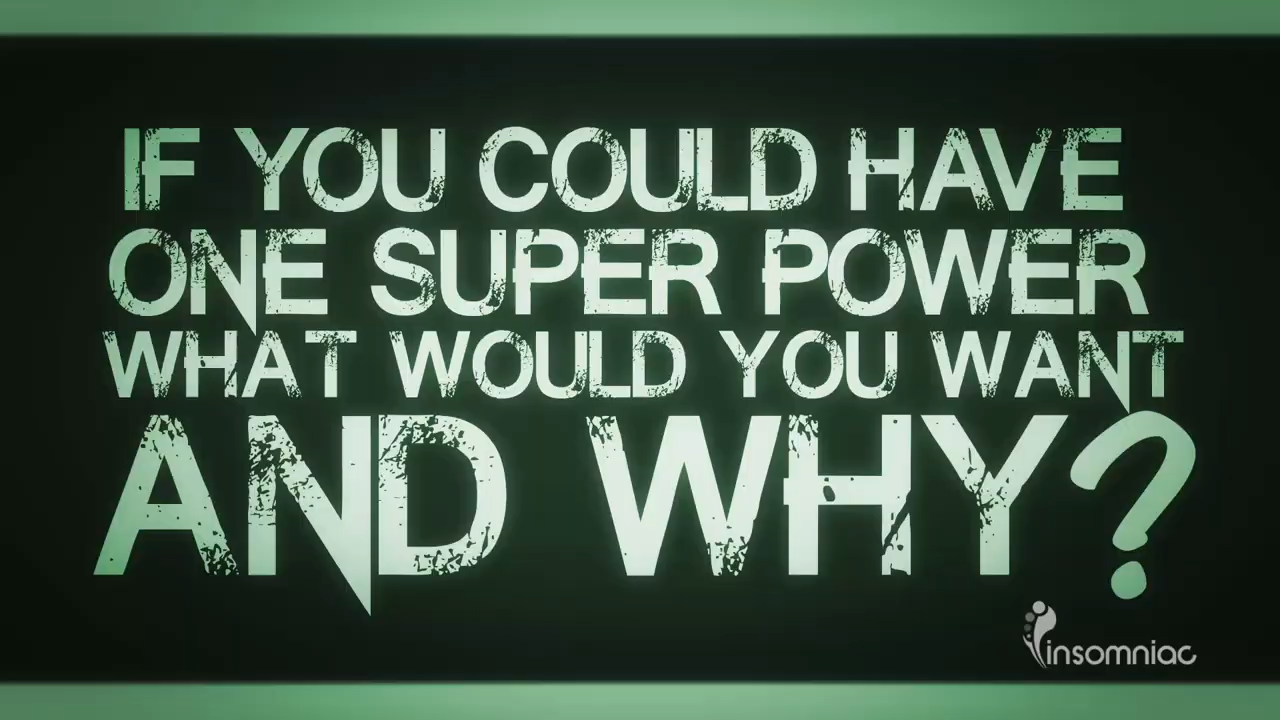 IF YOU COULD HAVE
ONE SUPER POWER
WHAT WOULD YOU WANT
AND WHY?
insomniac